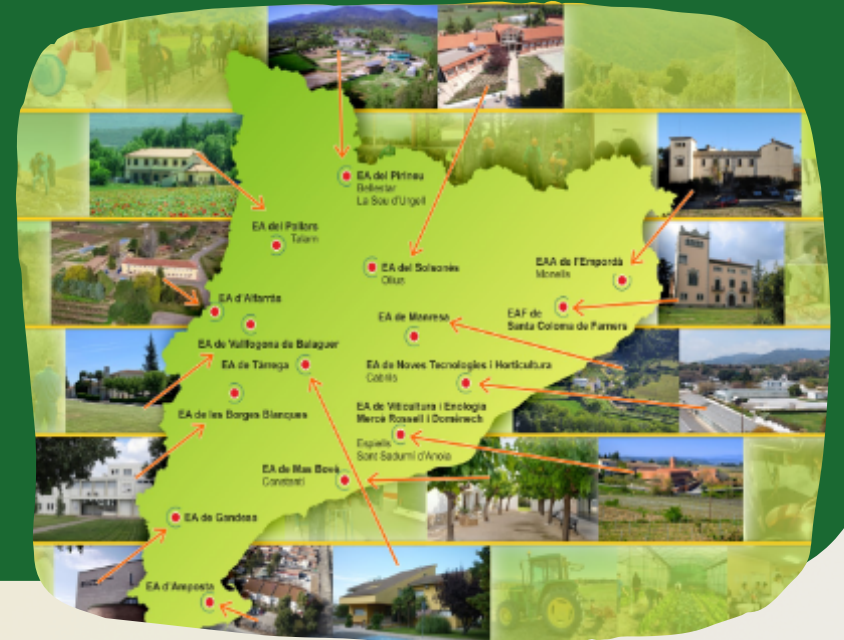 EA del Pirineu
Bellestar
La Seu d'Urgell
EA del Pallars
Talarn
EA del Solsonès
Olius
EAA de l'Empordà
Monells
EA d'Alfarràs
EAF de
Santa Coloma de Farners
EA de Manresa
EA de Vallfogona de Balaguer
EA de Tàrrega
EA de Noves Tecnologies i Horticultura
Cabrils
EA de les Borges Blanques
EA de Viticultura i Enologia
Mercè Rossell i Domènech
Espiells
Sant Sadurní d'Anoia
EA de Mas Bové
Constantí
EA de Gandesa
EA d'Amposta